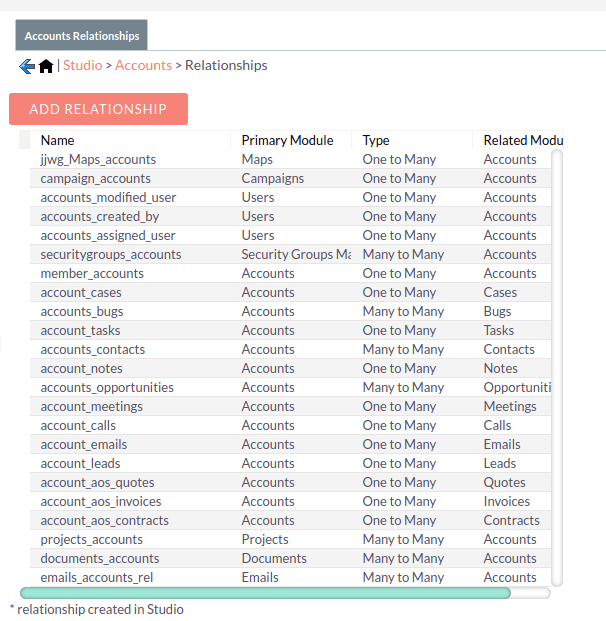 Accounts Relationships
| Studio > Accounts > Relationships
ADD RELATIONSHIP
Name Primary Module Type Related Modu
jjwg_Maps_accounts Maps One to Many Accounts
campaign_accounts Campaigns One to Many Accounts
accounts_modified_user Users One to Many Accounts
accounts_created_by Users One to Many Accounts
accounts_assigned_user Users One to Many Accounts
securitygroups_accounts Security Groups Ma Many to Many Accounts
member_accounts Accounts One to Many Accounts
account_cases Accounts One to Many Cases
accounts_bugs Accounts Many to Many Bugs
account_tasks Accounts One to Many Tasks
accounts_contacts Accounts Many to Many Contacts
account_notes Accounts One to Many Notes
accounts_opportunities Accounts Many to Many Opportuniti
account_meetings Accounts One to Many Meetings
account_calls Accounts One to Many Calls
account_emails Accounts One to Many Emails
account_leads Accounts One to Many Leads
account_aos_quotes Accounts One to Many Quotes
account_aos_invoices Accounts One to Many Invoices
account_aos_contracts Accounts One to Many Contracts
projects_accounts Projects Many to Many Accounts
documents_accounts Documents Many to Many Accounts
emails_accounts_rel Emails Many to Many Accounts
* relationship created in Studio